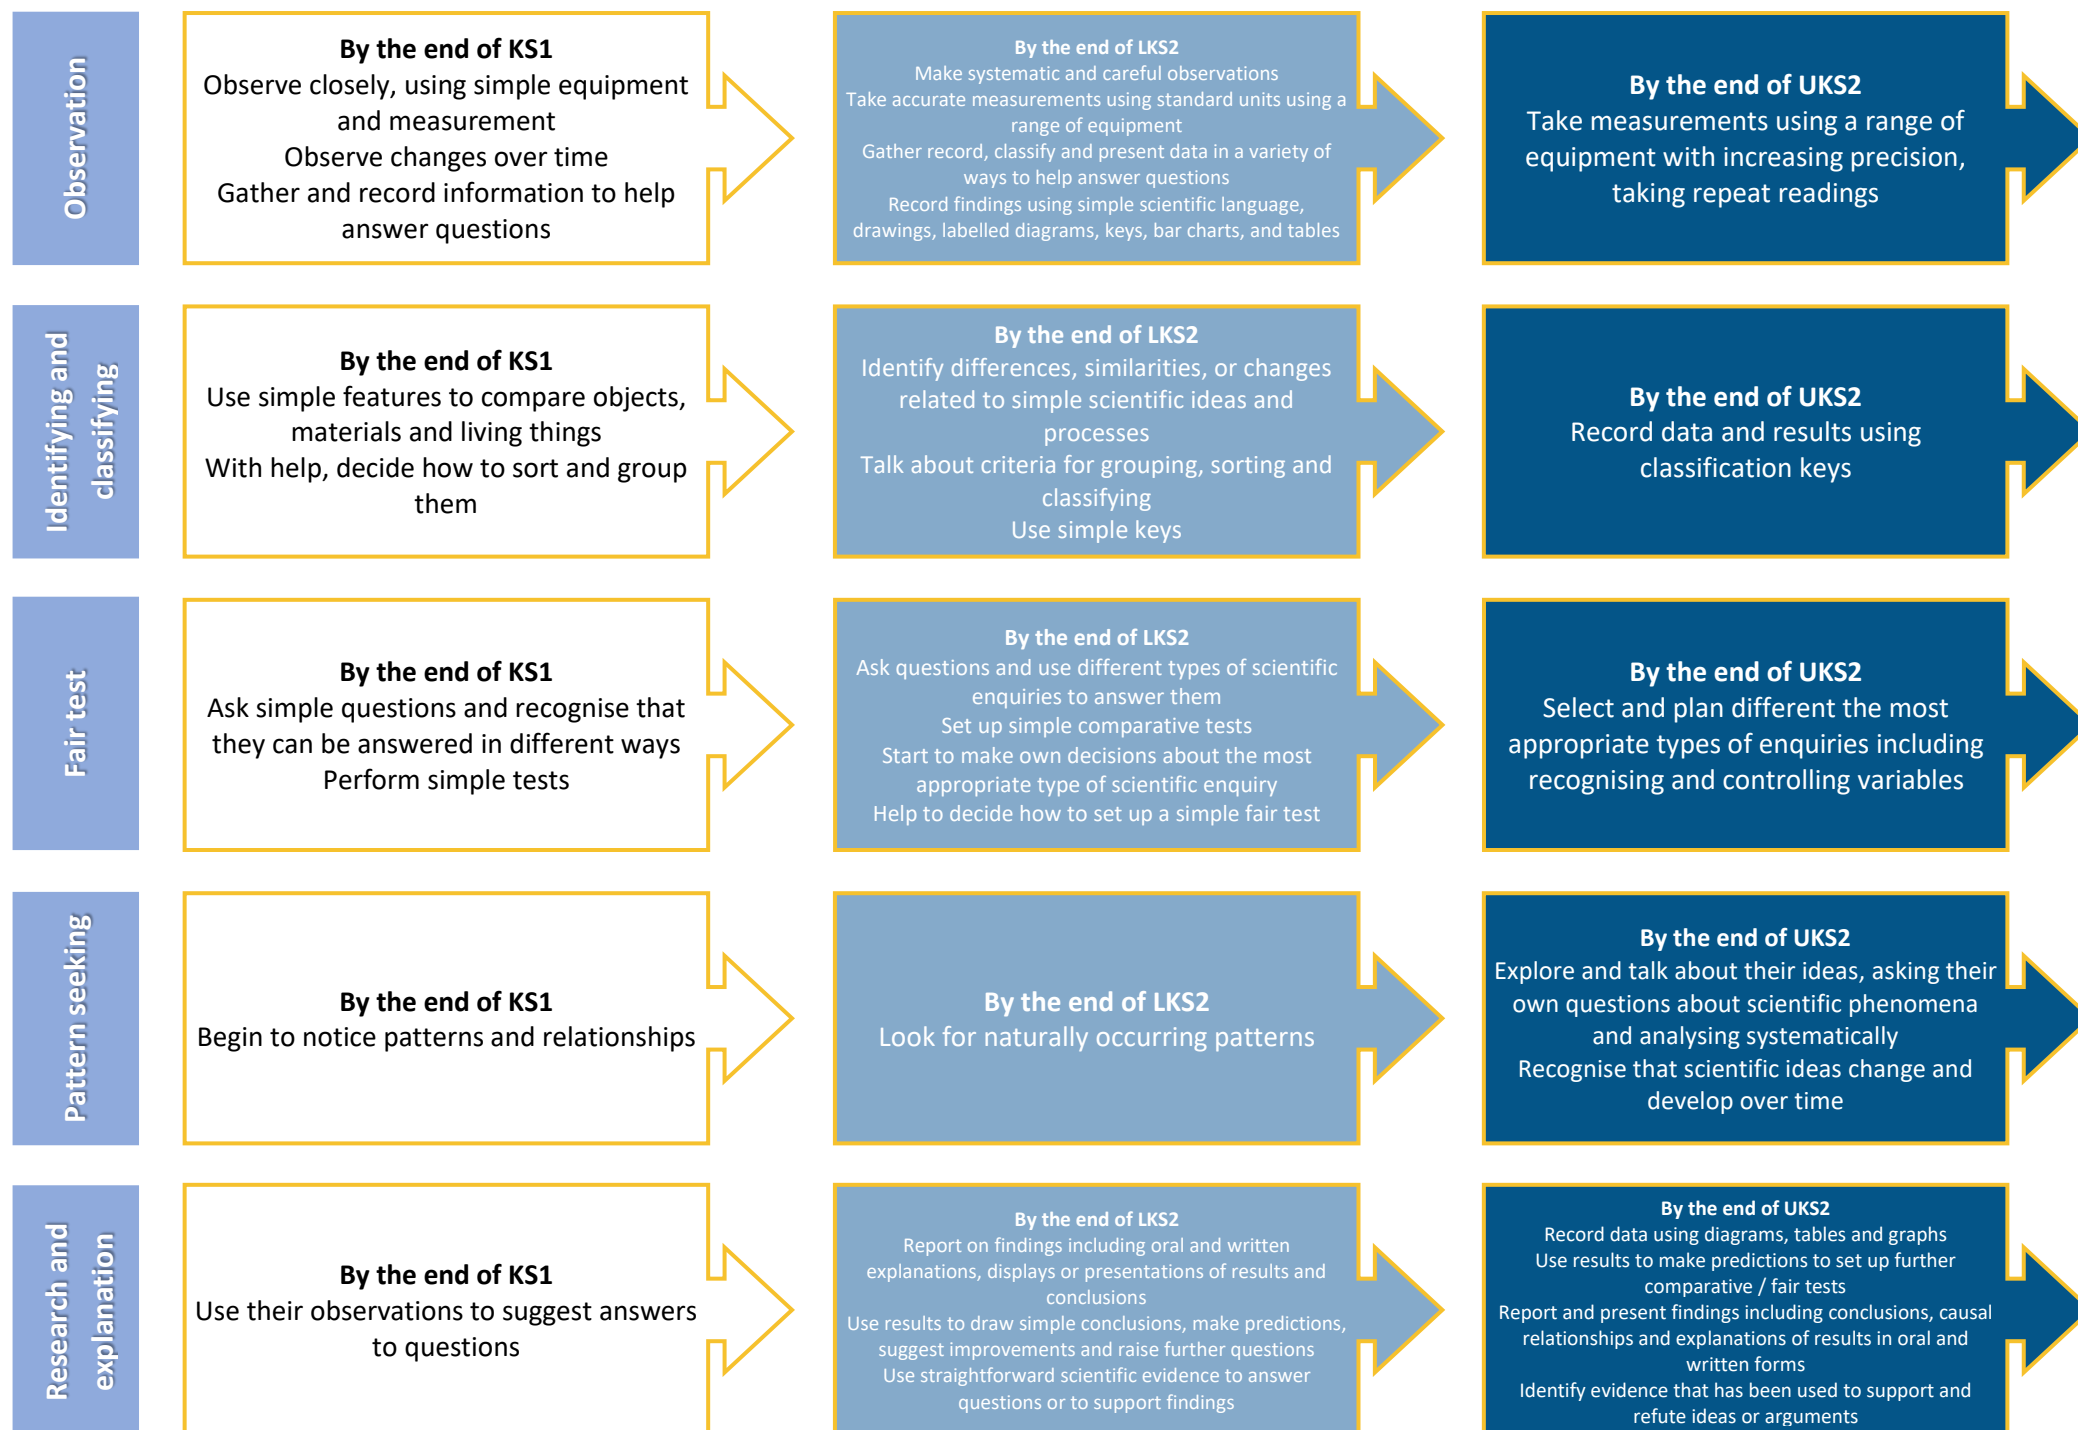 Observation
By the end of KS1
Observe closely, using simple equipment
and measurement
Observe changes over time
Gather and record information to help
answer questions
By the end of LKS2
Make systematic and careful observations
Take accurate measurements using standard units using a
range of equipment
Gather record, classify and present data in a variety of
ways to help answer questions
Record findings using simple scientific language,
drawings, labelled diagrams, keys, bar charts, and tables
By the end of UKS2
Take measurements using a range of
equipment with increasing precision,
taking repeat readings
Identifying and
classifying
By the end of KS1
Use simple features to compare objects,
materials and living things
With help, decide how to sort and group
them
By the end of LKS2
Identify differences, similarities, or changes
related to simple scientific ideas and
processes
Talk about criteria for grouping, sorting and
classifying
Use simple keys
By the end of UKS2
Record data and results using
classification keys
Fair test
By the end of KS1
Ask simple questions and recognise that
they can be answered in different ways
Perform simple tests
By the end of LKS2
Ask questions and use different types of scientific
enquiries to answer them
Set up simple comparative tests
Start to make own decisions about the most
appropriate type of scientific enquiry
Help to decide how to set up a simple fair test
By the end of UKS2
Select and plan different the most
appropriate types of enquiries including
recognising and controlling variables
Pattern seeking
By the end of KS1
Begin to notice patterns and relationships
By the end of LKS2
Look for naturally occurring patterns
By the end of UKS2
Explore and talk about their ideas, asking their
own questions about scientific phenomena
and analysing systematically
Recognise that scientific ideas change and
develop over time
Research and
explanation
By the end of KS1
Use their observations to suggest answers
to questions
By the end of LKS2
Report on findings including oral and written
explanations, displays or presentations of results and
conclusions
Use results to draw simple conclusions, make predictions,
suggest improvements and raise further questions
Use straightforward scientific evidence to answer
questions or to support findings
By the end of UKS2
Record data using diagrams, tables and graphs
Use results to make predictions to set up further
comparative / fair tests
Report and present findings including conclusions, causal
relationships and explanations of results in oral and
written forms
Identify evidence that has been used to support and
refute ideas or arguments